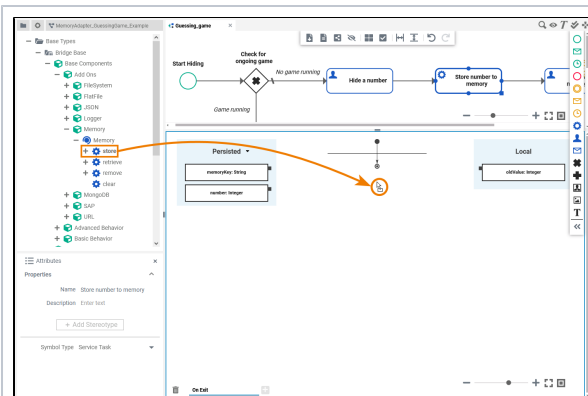 MemoryAdapter_GuessingGame_Example
Guessing_game ×
Base Types
Bridge Base
Base Components
Add Ons
FileSystem
FlatFile
JSON
Logger
Memory
Memory
store
retrieve
remove
clear
MongoDB
SAP
URL
Advanced Behavior
Basic Behavior
Start Hiding
Check for
ongoing game
No game running
Game running
Hide a number
Store number to
memory
Persisted
memoryKey: String
number: Integer
Local
oldValue: Integer
T
Attributes ×
Properties
Name Store number to memory
Description Enter text
+ Add Stereotype
Symbol Type Service Task
On Exit